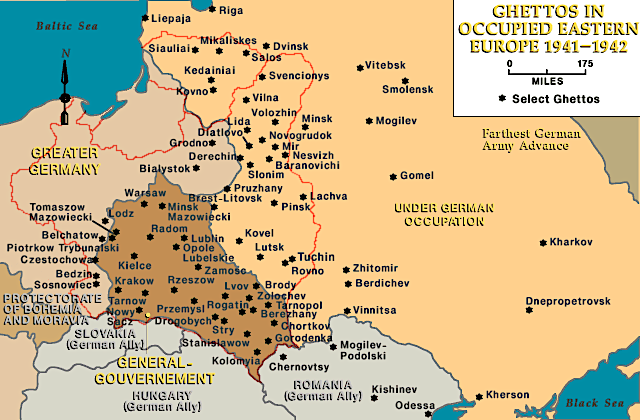 GHETTOS IN
OCCUPIED EASTERN
EUROPE 1941–1942
0 175
MILES
Select Ghettos
Baltic Sea
N
Riga
Liepaja
Siauliai
Mikaliskes
Dvinsk
Salos
Kedainiai
Svencionys
Kovno
Vilna
Vitebsk
Smolensk
Volozhin
Lida
Minsk
Mogilev
Diatlovo
Novogrudok
Grodno
Mir
Derechin
Nesvizh
Baranovichi
Bialystok
Slonim
Farthest German
Army Advance
GREATER
GERMANY
Gomel
Pruzhany
Warsaw
Brest-Litovsk
Lachva
Minsk
Mazowiecki
Pinsk
Tomaszow
Mazowiecki
Lodz
UNDER GERMAN
OCCUPATION
Belchatow
Radom
Lublin
Kovel
Piotrkow Trybunalski
Opole
Lubelskie
Lutsk
Kharkov
Czestochowa
Kielce
Zamošc
Tuchin
Rovno
Zhitomir
Bedzin
Sosnowiec
Krakow
Rzeszow
Lvov
Brody
Berdichev
PROTECTORATE
OF BOHEMIA
AND MORAVIA
Tarnow
Zolochev
Rogatin
Tarnopol
Dnepropetrovsk
Nowy
Secz
Przemysl
Berezhany
Vinnitsa
Drogobych
Chortkov
Stry
SLOVAKIA
(German Ally)
Stanislawow
Gorodenka
Mogilev-
Podolski
Kolomyia
Chernovtsy
GENERAL-
GOUVERNEMENT
HUNGARY
(German Ally)
ROMANIA
(German Ally)
Kishinev
Kherson
Odessa
Black Sea